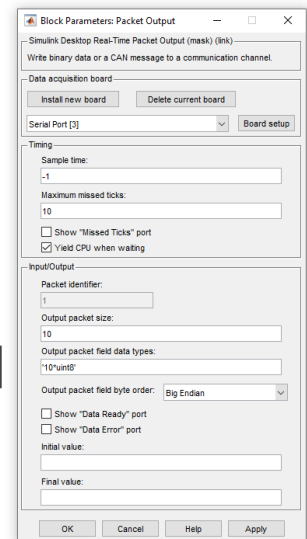 Block Parameters: Packet Output
Simulink Desktop Real-Time Packet Output (mask) (link)
Write binary data or a CAN message to a communication channel.
Data acquisition board
Install new board Delete current board
Serial Port [3] Board setup
Timing
Sample time:
-1
Maximum missed ticks:
10
Show "Missed Ticks" port
Yield CPU when waiting
Input/Output
Packet identifier:
1
Output packet size:
10
Output packet field data types:
'10*uint8'
Output packet field byte order: Big Endian
Show "Data Ready" port
Show "Data Error" port
Initial value:
Final value:
OK Cancel Help Apply